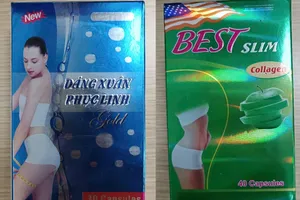 New
DÁNG XUÂN
PHỤC LINH
Gold
30 Capsules
BEST SLIM
Collagen
40 Capsules